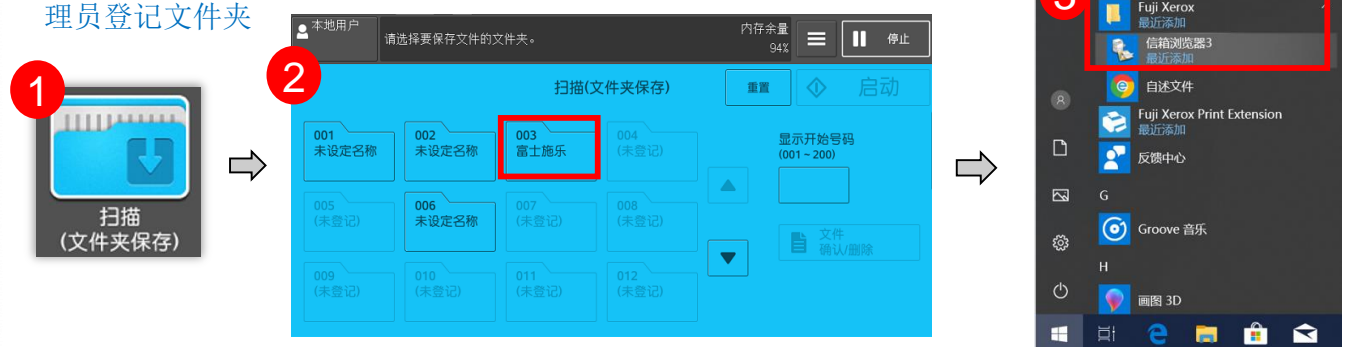 理员登记文件夹
1
扫描
(文件夹保存)
2
本地用户
请选择要保存文件的文件夹。
内存余量
94%
停止
扫描(文件夹保存)
重置
启动
001
未设定名称
002
未设定名称
003
富士施乐
004
(未登记)
显示开始号码
(001 ~ 200)
005
(未登记)
006
未设定名称
007
(未登记)
008
(未登记)
文件
确认/删除
009
(未登记)
010
(未登记)
011
(未登记)
012
(未登记)
3
Fuji Xerox
最近添加
信箱浏览器3
最近添加
自述文件
Fuji Xerox Print Extension
最近添加
反馈中心
G
Groove 音乐
H
画图 3D